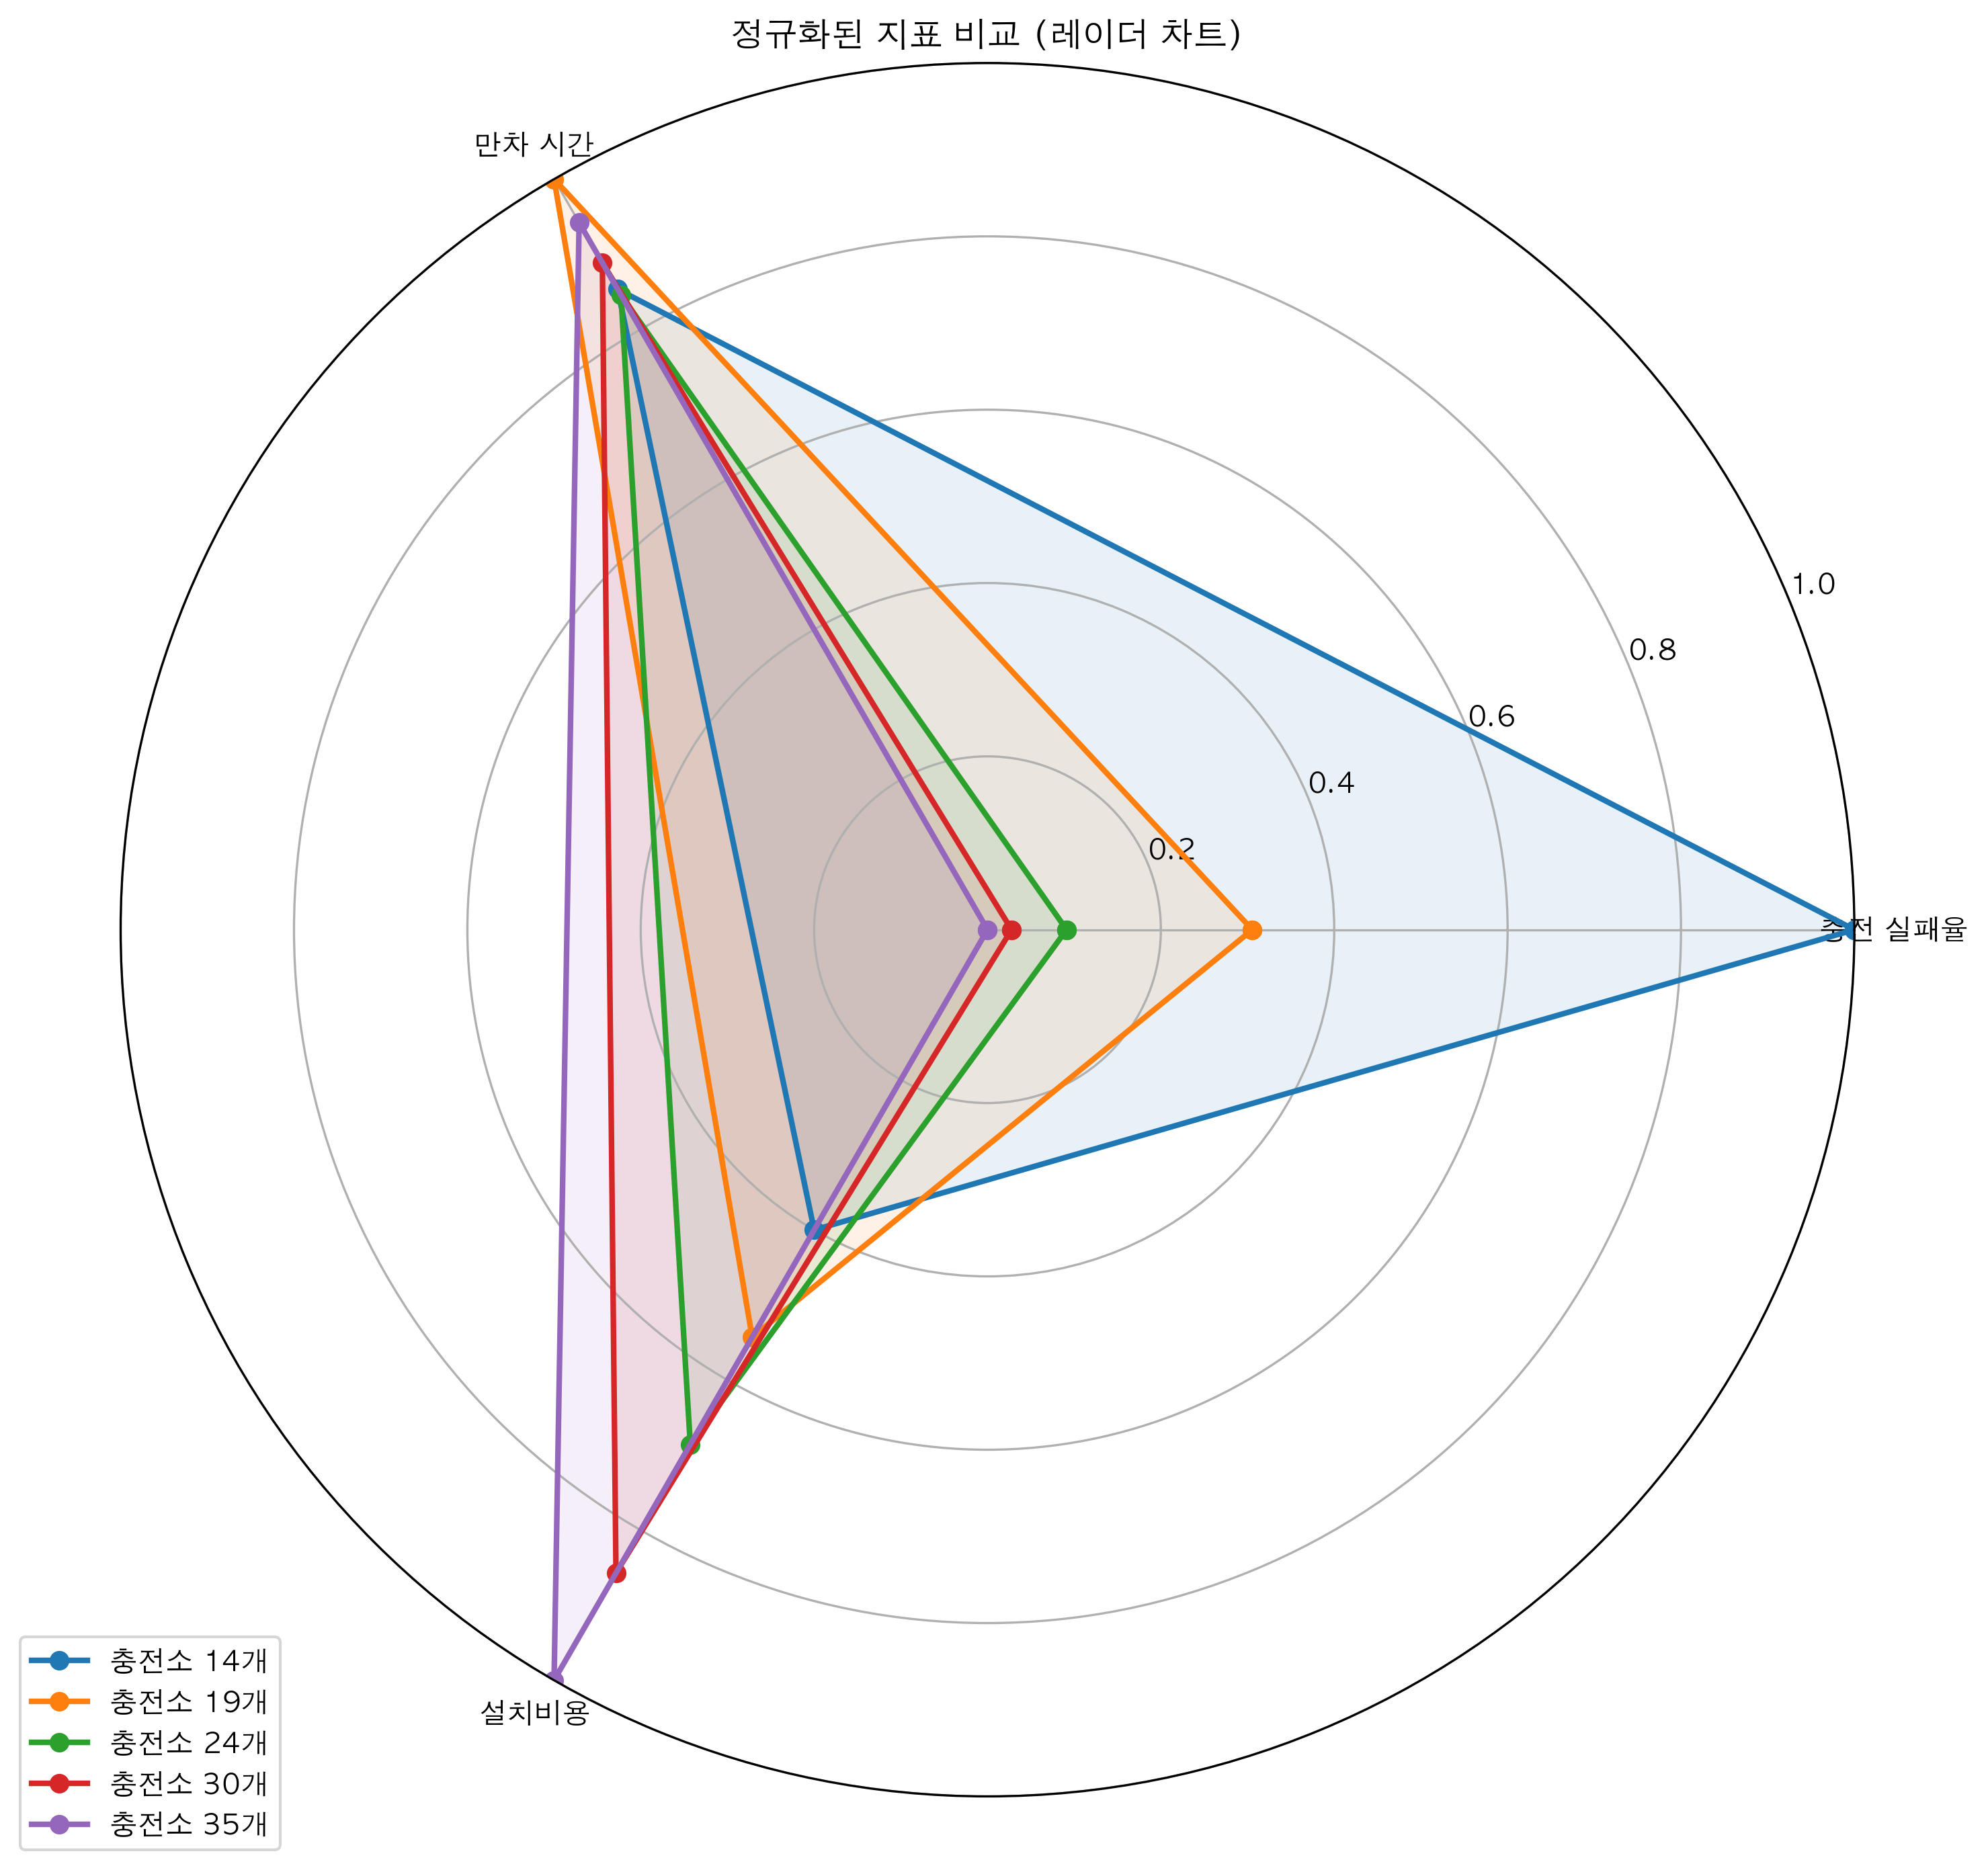 정규화된 지표 비교 (레이더 차트)
만차 시간
1.0
0.8
0.6
0.4
0.2
충전 실패율
설치비용
충전소 14개
충전소 19개
충전소 24개
충전소 30개
충전소 35개